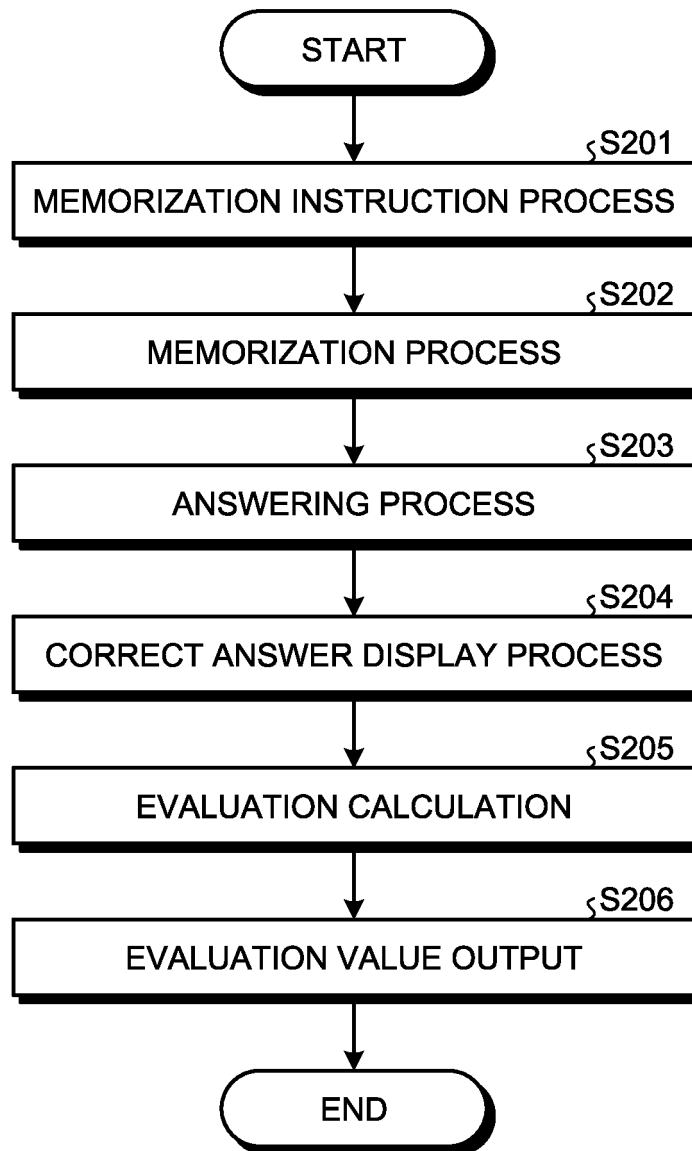 START
S201
MEMORIZATION INSTRUCTION PROCESS
S202
MEMORIZATION PROCESS
S203
ANSWERING PROCESS
S204
CORRECT ANSWER DISPLAY PROCESS
S205
EVALUATION CALCULATION
S206
EVALUATION VALUE OUTPUT
END